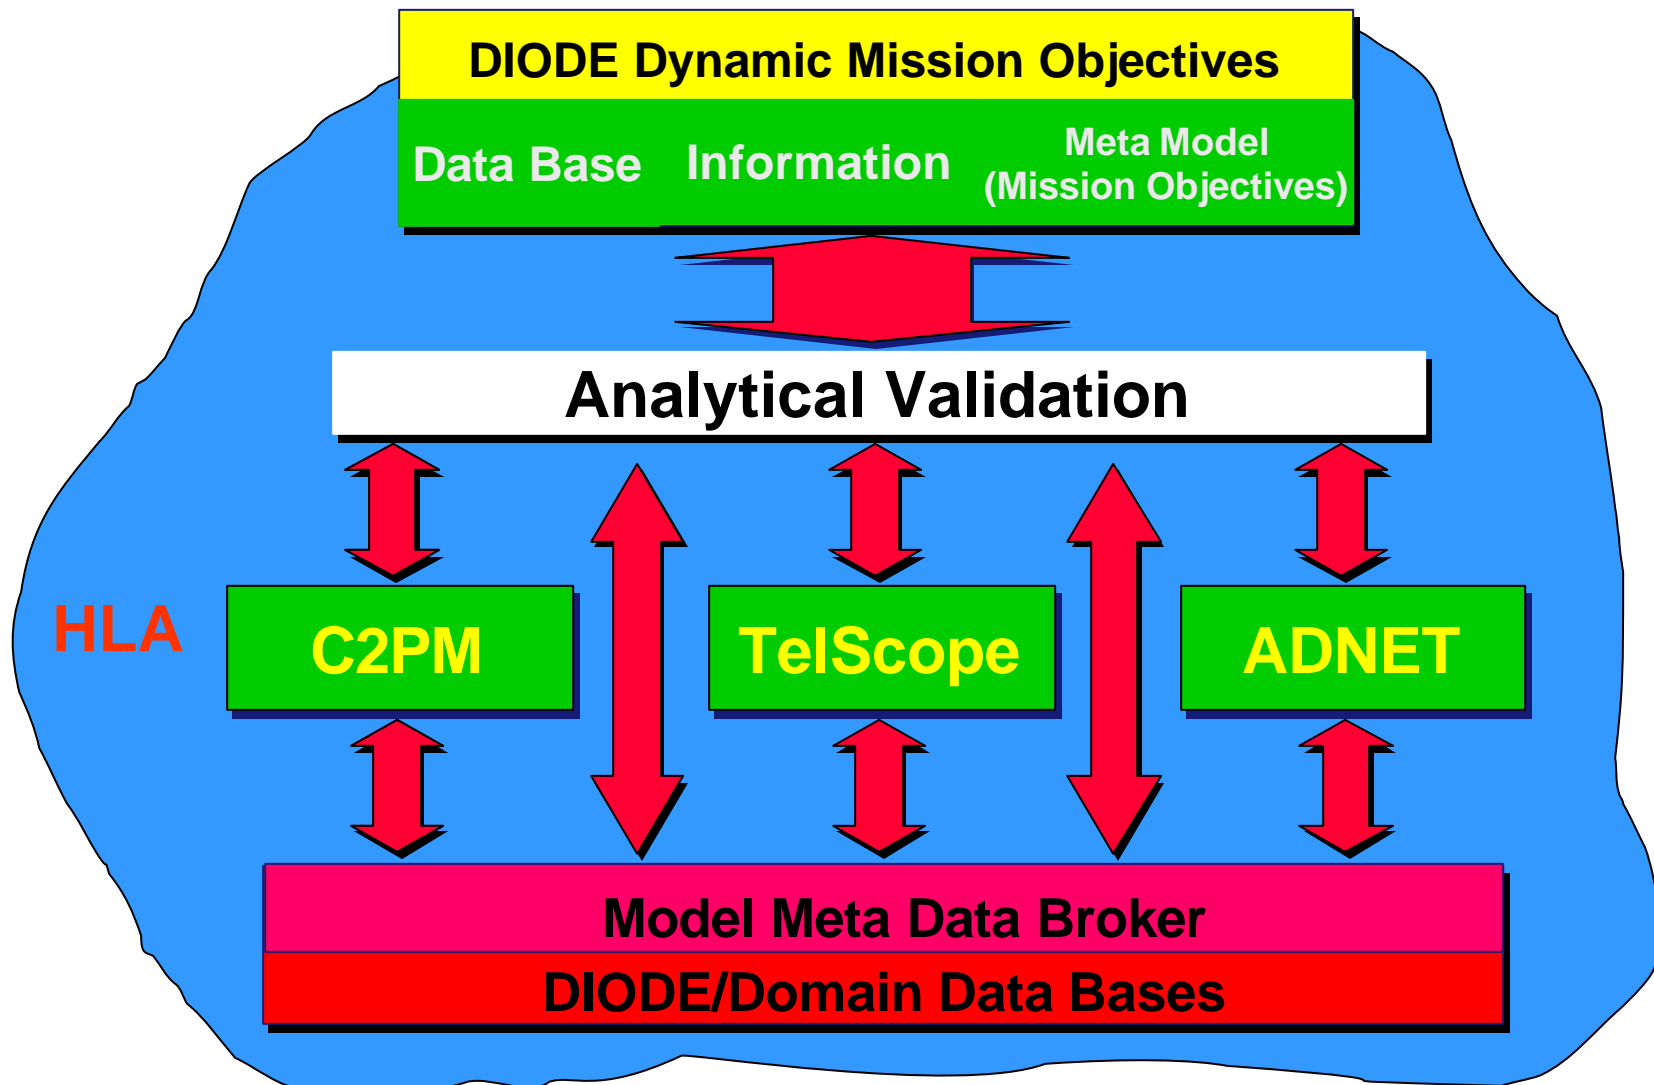 DIODE Dynamic Mission Objectives
Data Base
Information
Meta Model
(Mission Objectives)
Analytical Validation
HLA
C2PM
TelScope
ADNET
Model Meta Data Broker
DIODE/Domain Data Bases